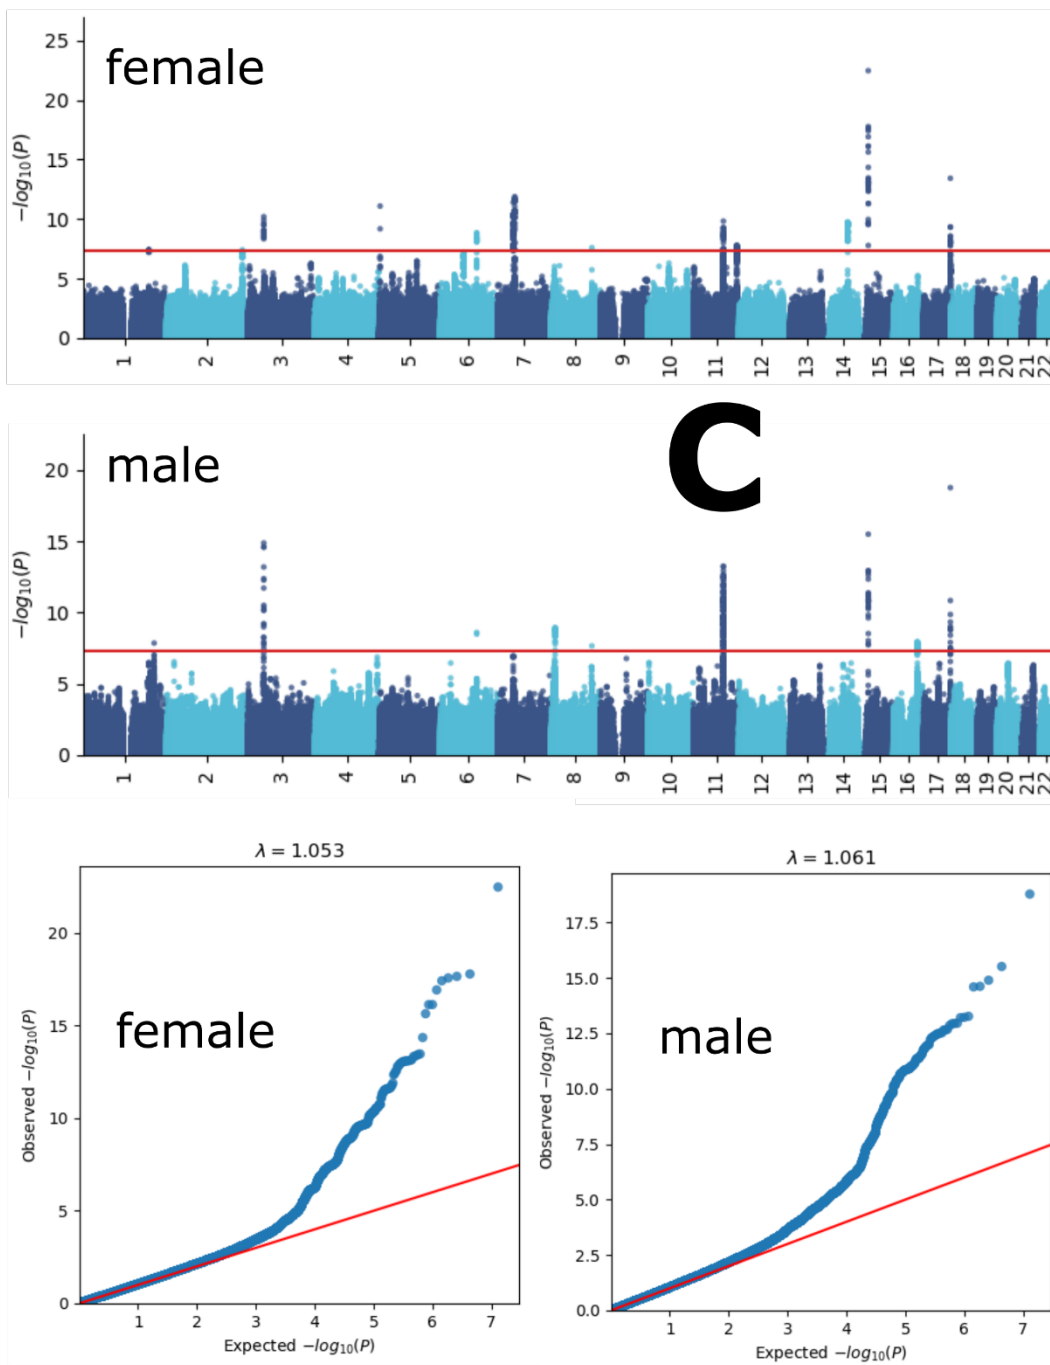 25
female
20
15
10
5
0
−log₁₀(P)
1 2 3 4 5 6 7 8 9 10 11 12 13 14 15 16 17 18 19 20 21 22
C
male
20
15
10
5
0
−log₁₀(P)
1 2 3 4 5 6 7 8 9 10 11 12 13 14 15 16 17 18 19 20 21 22
λ = 1.053
20
15
10
5
0
female
Observed −log₁₀(P)
1 2 3 4 5 6 7
Expected −log₁₀(P)
λ = 1.061
17.5
15.0
12.5
10.0
7.5
5.0
2.5
0.0
male
Observed −log₁₀(P)
1 2 3 4 5 6 7
Expected −log₁₀(P)